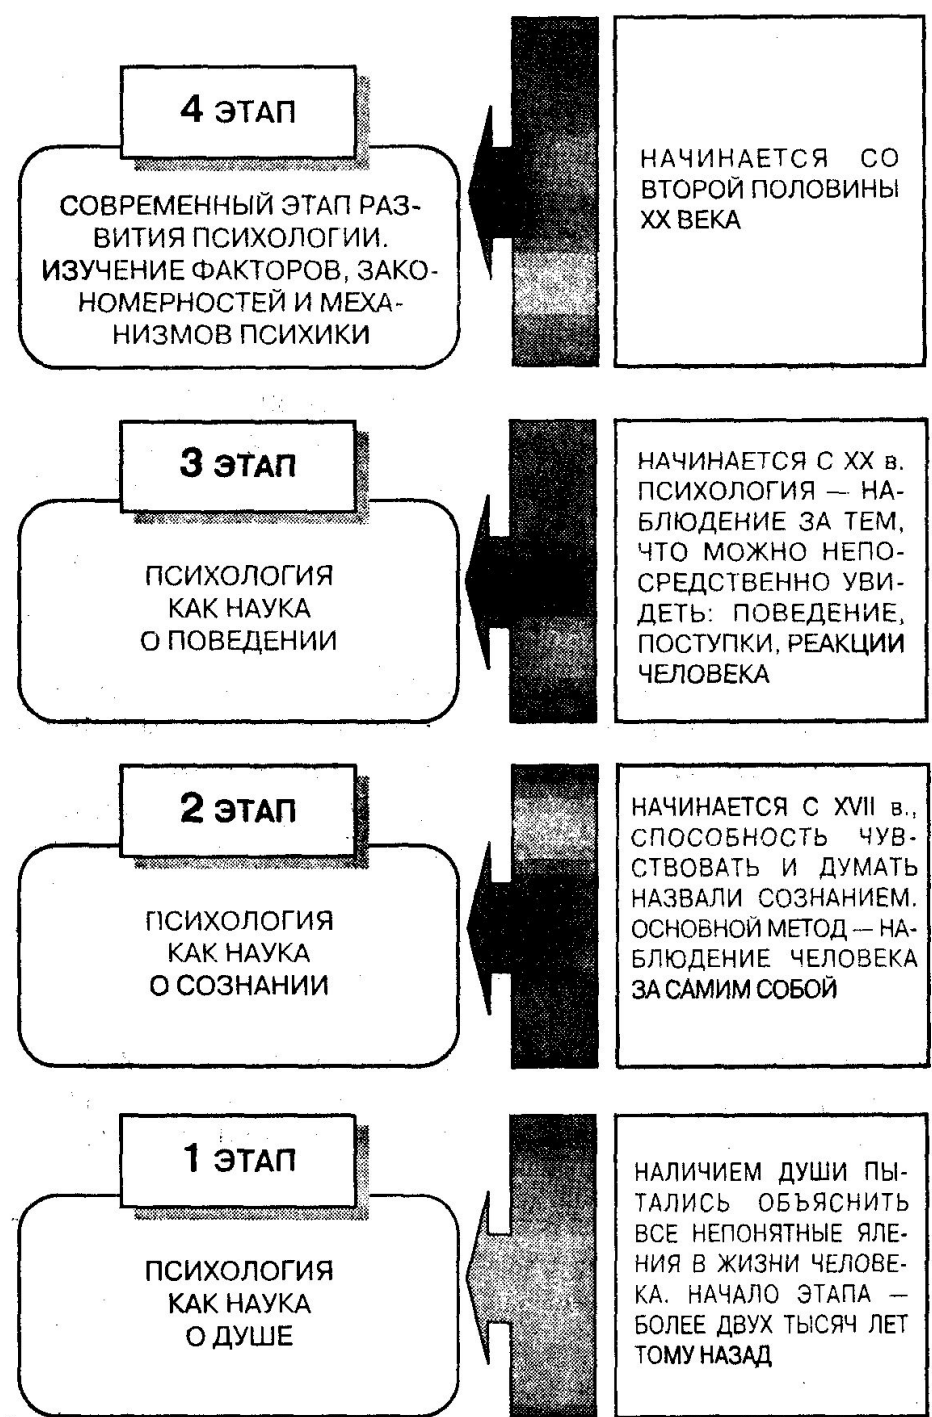 4 ЭТАП
СОВРЕМЕННЫЙ ЭТАП РАЗ-
ВИТИЯ ПСИХОЛОГИИ.
ИЗУЧЕНИЕ ФАКТОРОВ, ЗАКО-
НОМЕРНОСТЕЙ И МЕХА-
НИЗМОВ ПСИХИКИ
НАЧИНАЕТСЯ СО
ВТОРОЙ ПОЛОВИНЫ
XX ВЕКА
3 ЭТАП
ПСИХОЛОГИЯ
КАК НАУКА
О ПОВЕДЕНИИ
НАЧИНАЕТСЯ С XX в.
ПСИХОЛОГИЯ — НА-
БЛЮДЕНИЕ ЗА ТЕМ,
ЧТО МОЖНО НЕПО-
СРЕДСТВЕННО УВИ-
ДЕТЬ: ПОВЕДЕНИЕ,
ПОСТУПКИ, РЕАКЦИИ
ЧЕЛОВЕКА
2 ЭТАП
ПСИХОЛОГИЯ
КАК НАУКА
О СОЗНАНИИ
НАЧИНАЕТСЯ С XVII в.,
СПОСОБНОСТЬ ЧУВ-
СТВОВАТЬ И ДУМАТЬ
НАЗВАЛИ СОЗНАНИЕМ.
ОСНОВНОЙ МЕТОД — НА-
БЛЮДЕНИЕ ЧЕЛОВЕКА
ЗА САМИМ СОБОЙ
1 ЭТАП
ПСИХОЛОГИЯ
КАК НАУКА
О ДУШЕ
НАЛИЧИЕМ ДУШИ ПЫ-
ТАЛИСЬ ОБЪЯСНИТЬ
ВСЕ НЕПОНЯТНЫЕ ЯЛЕ-
НИЯ В ЖИЗНИ ЧЕЛОВЕ-
КА. НАЧАЛО ЭТАПА —
БОЛЕЕ ДВУХ ТЫСЯЧ ЛЕТ
ТОМУ НАЗАД